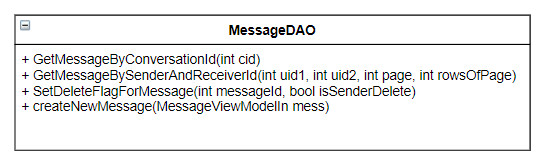 MessageDAO
+ GetMessageByConversationId(int cid)
+ GetMessageBySenderAndReceiverId(int uid1, int uid2, int page, int rowsOfPage)
+ SetDeleteFlagForMessage(int messageId, bool isSenderDelete)
+ createNewMessage(MessageViewModelIn mess)